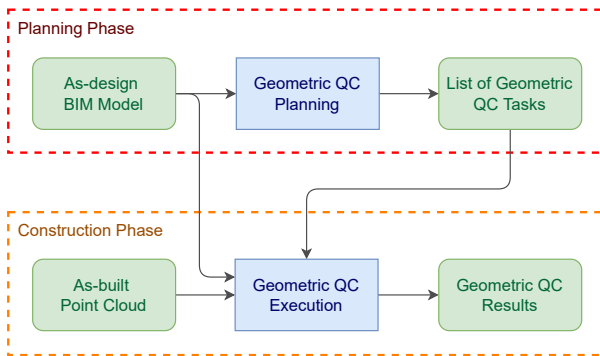 Planning Phase
As-design
BIM Model
Geometric QC
Planning
List of Geometric
QC Tasks
Construction Phase
As-built
Point Cloud
Geometric QC
Execution
Geometric QC
Results